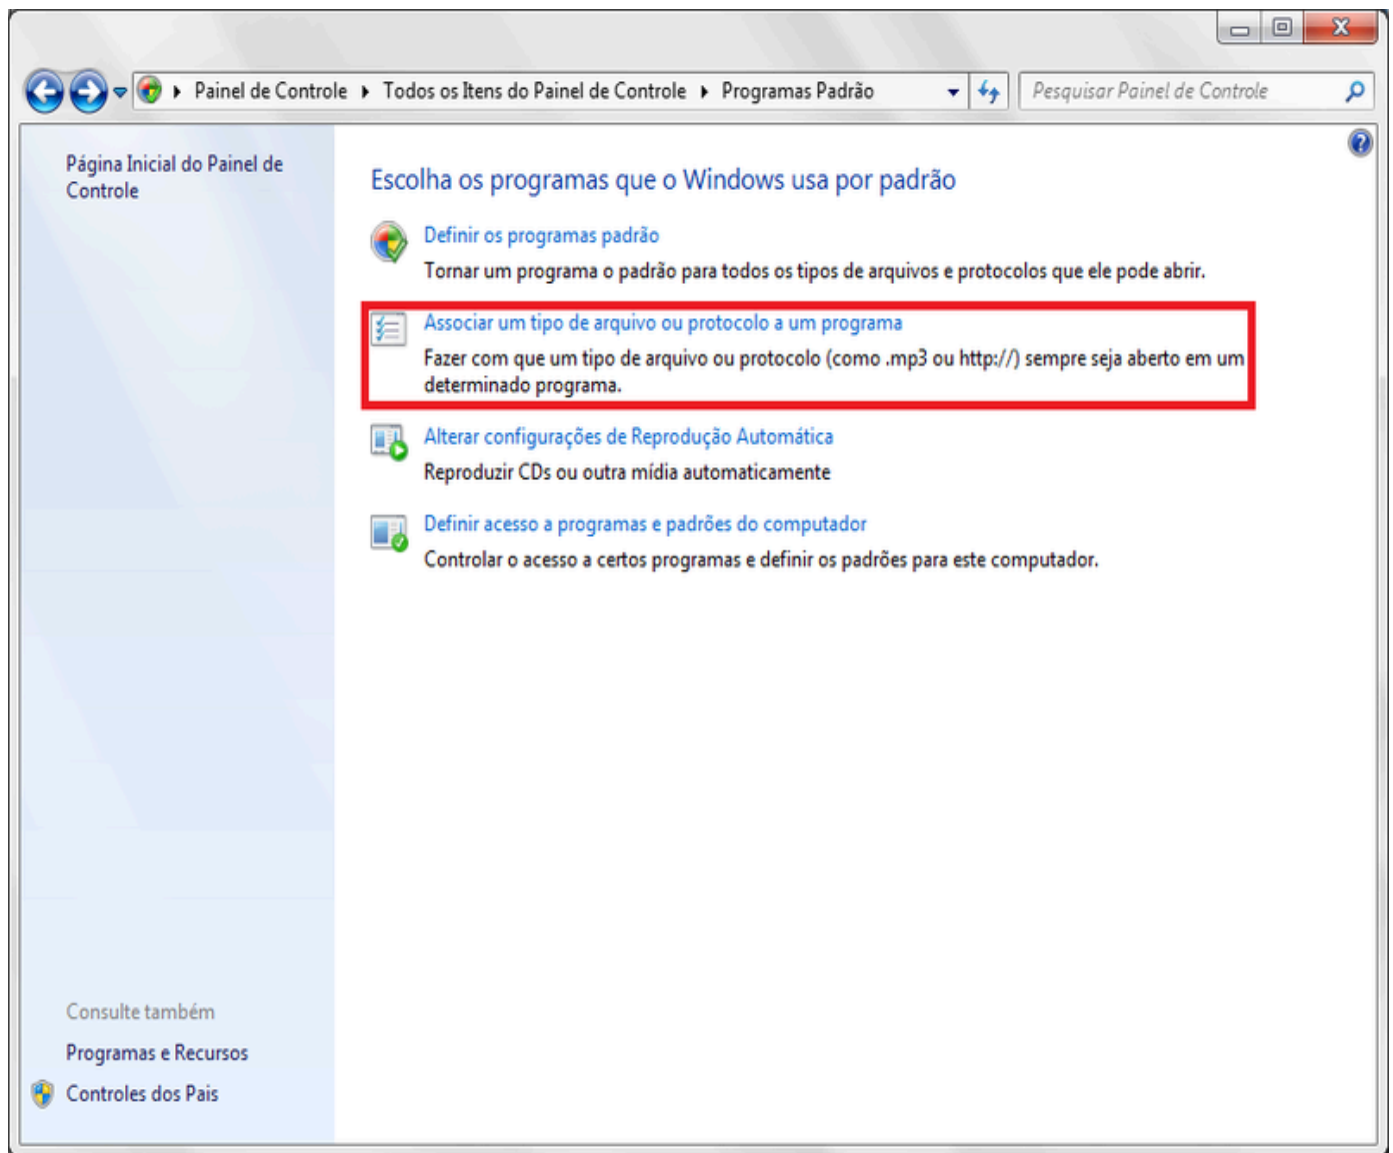 Painel de Controle Todos os Itens do Painel de Controle Programas Padrão Pesquisar Painel de Controle
Página Inicial do Painel de
Controle
Escolha os programas que o Windows usa por padrão
Definir os programas padrão
Tornar um programa o padrão para todos os tipos de arquivos e protocolos que ele pode abrir.
Associar um tipo de arquivo ou protocolo a um programa
Fazer com que um tipo de arquivo ou protocolo (como .mp3 ou http://) sempre seja aberto em um
determinado programa.
Alterar configurações de Reprodução Automática
Reproduzir CDs ou outra mídia automaticamente
Definir acesso a programas e padrões do computador
Controlar o acesso a certos programas e definir os padrões para este computador.
Consulte também
Programas e Recursos
Controles dos Pais